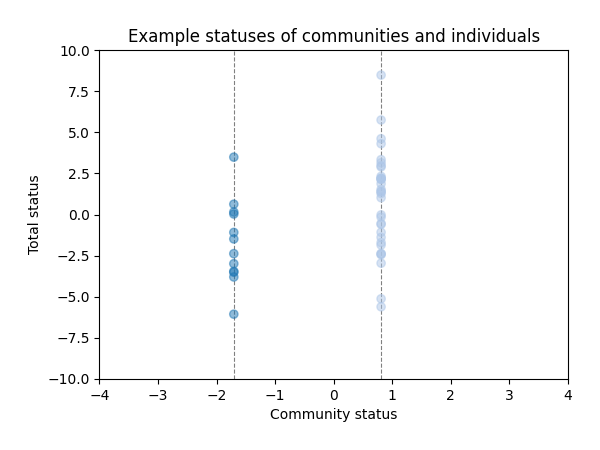 Example statuses of communities and individuals
10.0
7.5
5.0
2.5
0.0
−2.5
−5.0
−7.5
−10.0
Total status
−4 −3 −2 −1 0 1 2 3 4
Community status